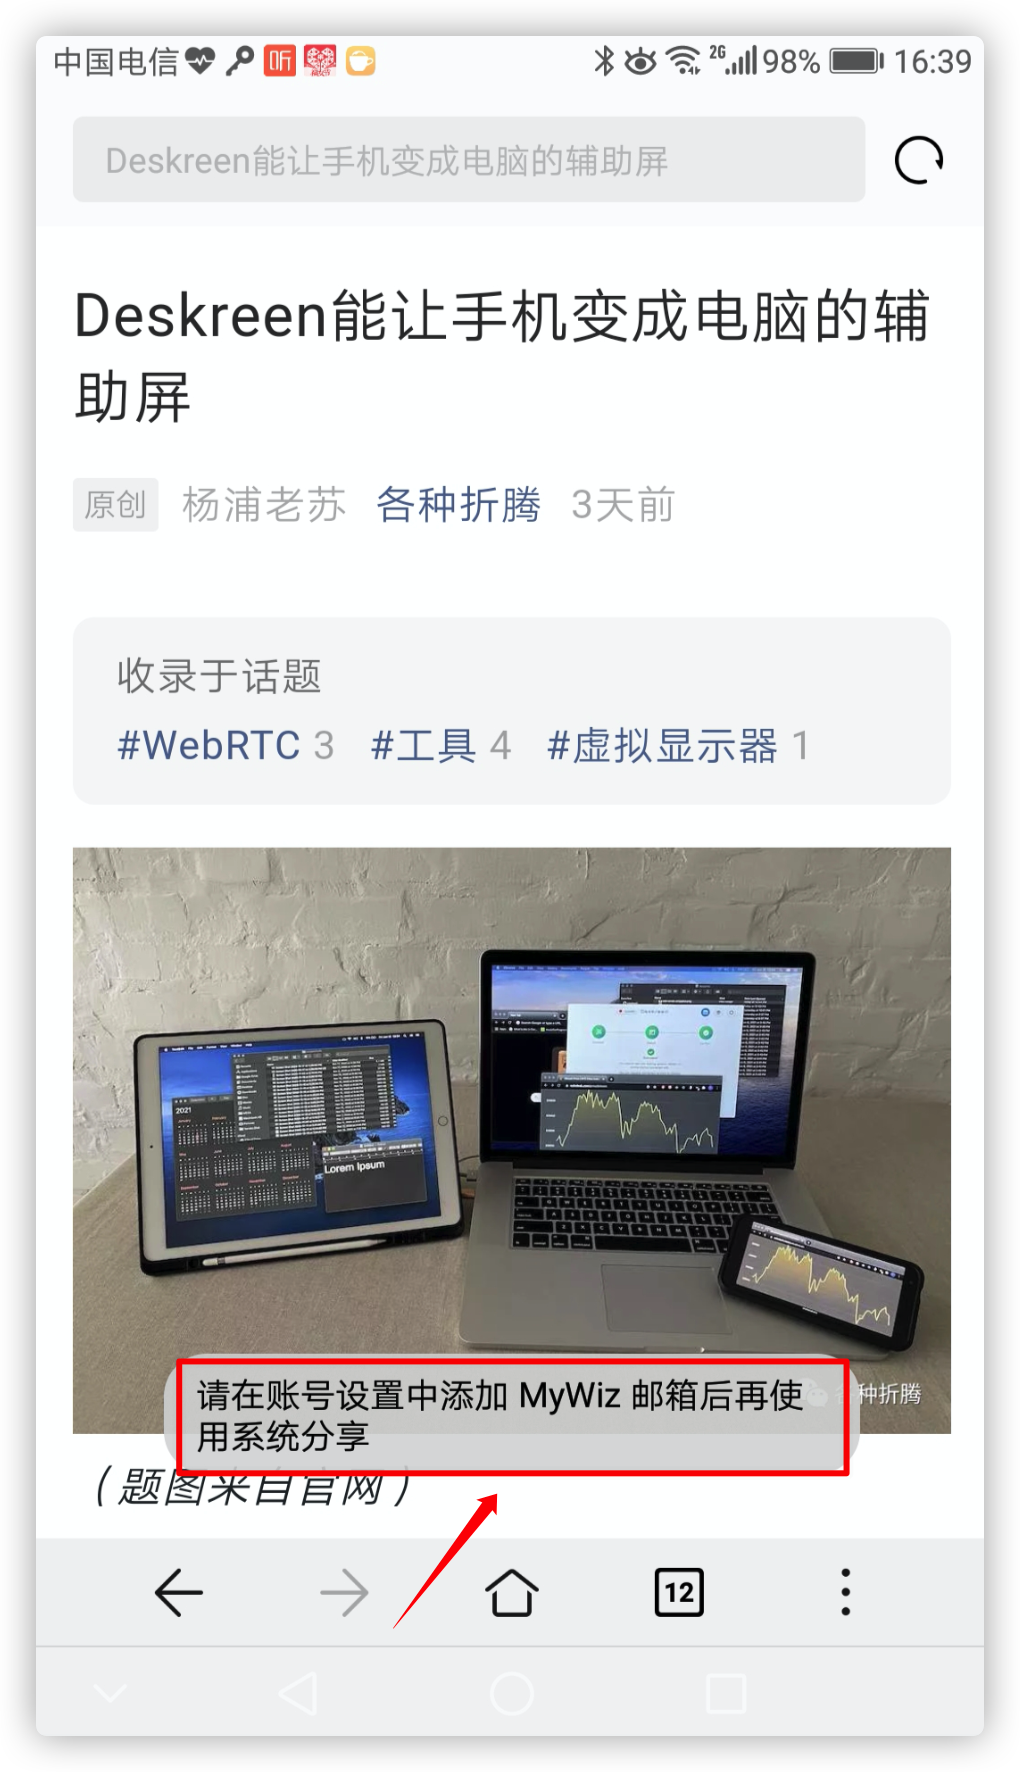 中国电信 听 2G 98% 16:39
Deskreen能让手机变成电脑的辅助屏
Deskreen能让手机变成电脑的辅
助屏
原创 杨浦老苏 各种折腾 3天前
收录于话题
#WebRTC 3 #工具 4 #虚拟显示器 1
2021
Lorem Ipsum
种折腾
请在账号设置中添加 MyWiz 邮箱后再使
用系统分享
（题图来自官网）
12